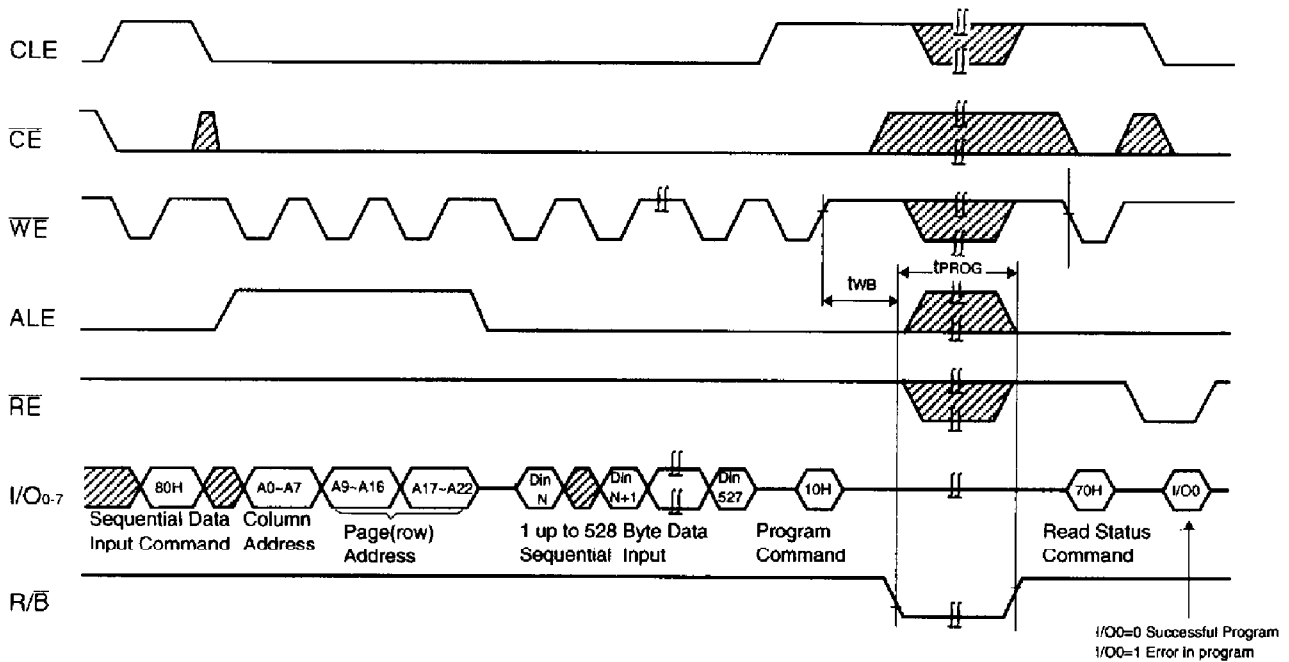 CLE
CE
WE
tPROG
tWB
ALE
RE
I/O0-7
80H A0~A7 A9~A16 A17~A22 Din N Din N+1 Din 527 10H 70H I/O0
Sequential Data Input Command
Column Address
Page(row) Address
1 up to 528 Byte Data Sequential Input
Program Command
Read Status Command
R/B
I/O0=0 Successful Program
I/O0=1 Error in program